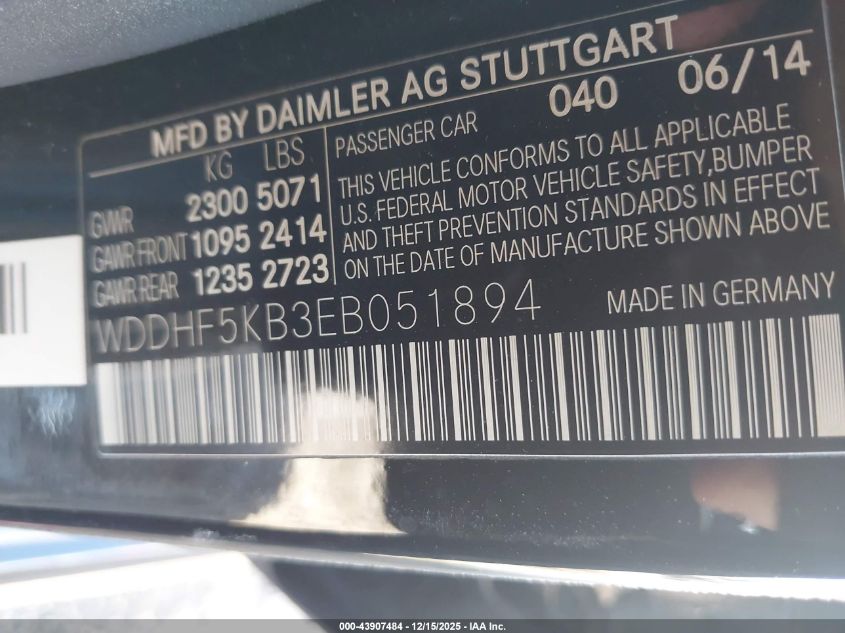 MFD BY DAIMLER AG STUTTGART
040 06/14
KG LBS
GVWR 2300 5071
GAWR FRONT 1095 2414
GAWR REAR 1235 2723
PASSENGER CAR
THIS VEHICLE CONFORMS TO ALL APPLICABLE
U.S. FEDERAL MOTOR VEHICLE SAFETY,BUMPER
AND THEFT PREVENTION STANDARDS IN EFFECT
ON THE DATE OF MANUFACTURE SHOWN ABOVE
WDDHF5KB3EB051894
MADE IN GERMANY
000-43907484 - 12/15/2025 - IAA Inc.